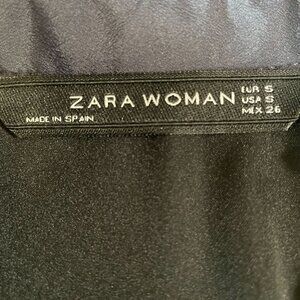 ZARA WOMAN
EUR S
USA S
MEX 26
MADE IN SPAIN